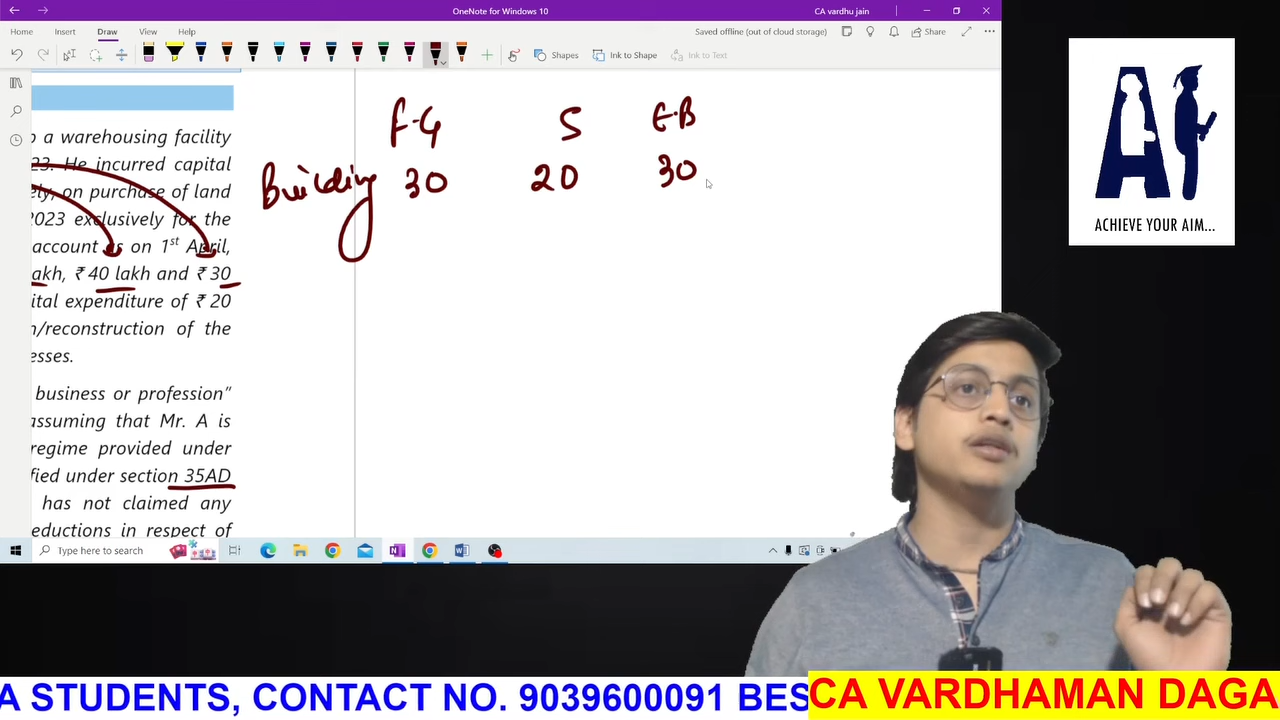 OneNote for Windows 10
CA vardhu jain
Home Insert Draw View Help
Saved offline (out of cloud storage)
Share
Shapes
Ink to Shape
Ink to Text
o a warehousing facility
23. He incurred capital
ely, on purchase of land
2023 exclusively for the
account as on 1st April,
akh, ₹ 40 lakh and ₹ 30
ital expenditure of ₹ 20
n/reconstruction of the
esses.
business or profession”
assuming that Mr. A is
regime provided under
fied under section 35AD
has not claimed any
eductions in respect of
F.G S E.B
Building 30 20 30
AI
ACHIEVE YOUR AIM...
Type here to search
A STUDENTS, CONTACT NO. 9039600091 BES
CA VARDHAMAN DAGA